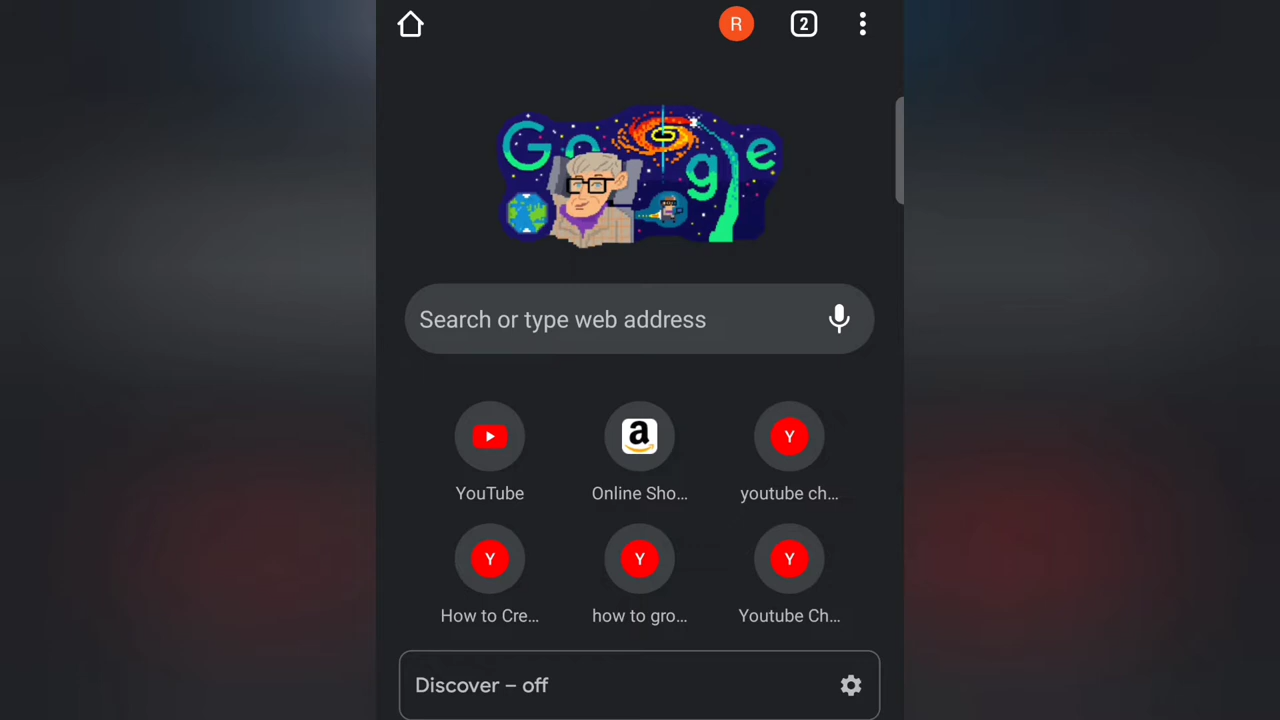 R
2
Google
Search or type web address
YouTube
a
Online Sho...
Y
youtube ch...
Y
How to Cre...
Y
how to gro...
Y
Youtube Ch...
Discover – off